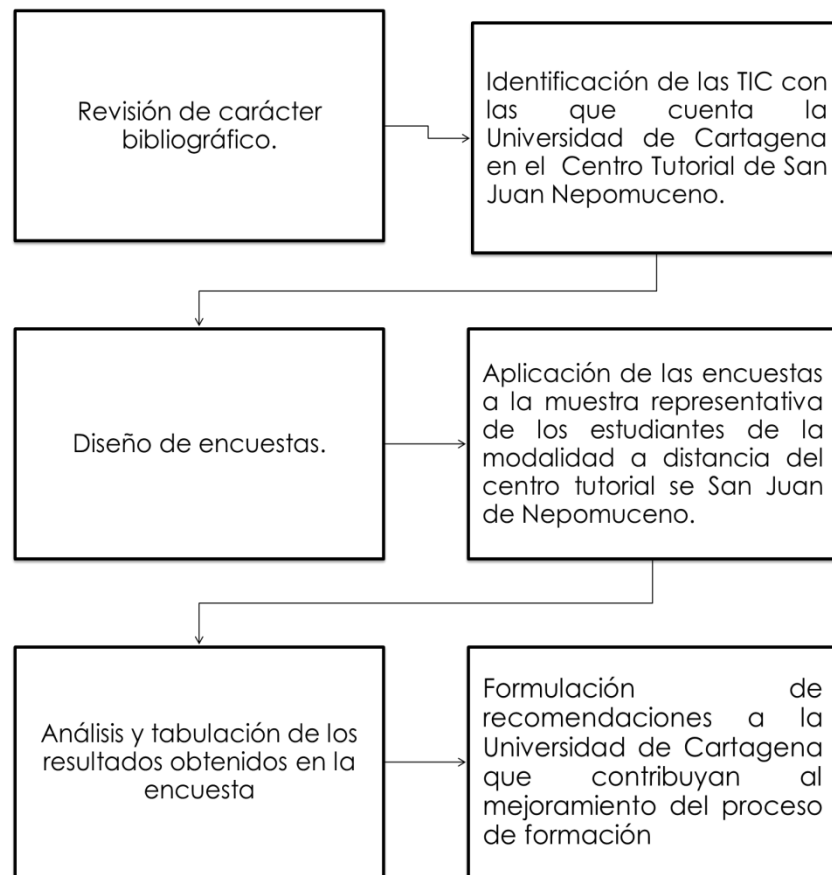 Revisión de carácter
bibliográfico.
Identificación de las TIC con
las que cuenta la
Universidad de Cartagena
en el Centro Tutorial de San
Juan Nepomuceno.
Diseño de encuestas.
Aplicación de las encuestas
a la muestra representativa
de los estudiantes de la
modalidad a distancia del
centro tutorial se San Juan
de Nepomuceno.
Análisis y tabulación de los
resultados obtenidos en la
encuesta
Formulación de
recomendaciones a la
Universidad de Cartagena
que contribuyan al
mejoramiento del proceso
de formación